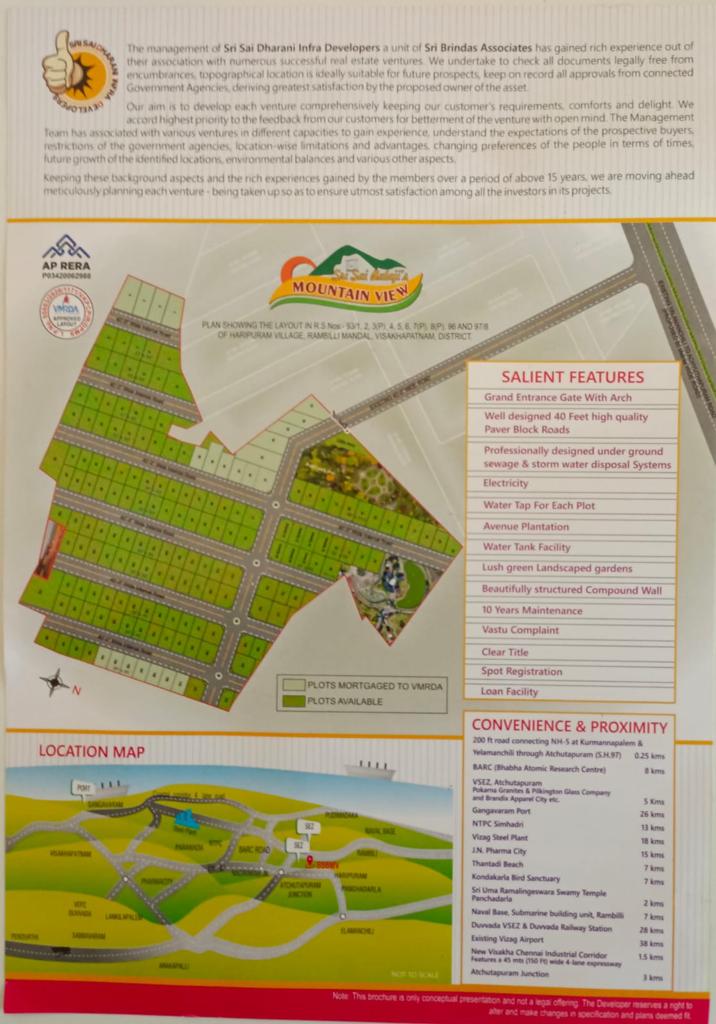 SRI SAI DHARANI INFRA DEVELOPERS
The management of Sri Sai Dharani Infra Developers a unit of Sri Brindas Associates has gained rich experience out of
their association with numerous successful real estate ventures. We undertake to check all documents legally free from
encumbrances, topographical location is ideally suitable for future prospects, keep on record all approvals from connected
Government Agencies, deriving greatest satisfaction by the proposed owner of the asset.
Our aim is to develop each venture comprehensively keeping our customer's requirements, comforts and delight. We
accord highest priority to the feedback from our customers for betterment of the venture with open mind. The Management
Team has associated with various ventures in different capacities to gain experience, understand the expectations of the prospective buyers,
restrictions of the government agencies, location-wise limitations and advantages, changing preferences of the people in terms of times,
future growth of the identified locations, environmental balances and various other aspects.
Keeping these background aspects and the rich experiences gained by the members over a period of above 15 years, we are moving ahead
meticulously planning each venture - being taken up so as to ensure utmost satisfaction among all the investors in its projects.
AP RERA
P03420062988
VMRDA
APPROVED
LAYOUT
Sri Sai
MOUNTAIN VIEW
PLAN SHOWING THE LAYOUT IN R.S.Nos - 93/1, 2, 3(P), 4, 5, 6, 7(P), 8(P), 96 AND 97/8
OF HARIPURAM VILLAGE, RAMBILLI MANDAL, VISAKHAPATNAM, DISTRICT.
SALIENT FEATURES
Grand Entrance Gate With Arch
Well designed 40 Feet high quality
Paver Block Roads
Professionally designed under ground
sewage & storm water disposal Systems
Electricity
Water Tap For Each Plot
Avenue Plantation
Water Tank Facility
Lush green Landscaped gardens
Beautifully structured Compound Wall
10 Years Maintenance
Vastu Complaint
Clear Title
Spot Registration
Loan Facility
N
PLOTS MORTGAGED TO VMRDA
PLOTS AVAILABLE
CONVENIENCE & PROXIMITY
200 ft road connecting NH-5 at Kurmannapalem &
Yelamanchili through Atchutapuram (S.H.97) 0.25 kms
BARC (Bhabha Atomic Research Centre) 8 kms
VSEZ, Atchutapuram
Pokarna Granites & Pilkington Glass Company
and Brandix Apparel City etc. 5 Kms
Gangavaram Port 26 kms
NTPC Simhadri 13 kms
Vizag Steel Plant 18 kms
J.N. Pharma City 15 kms
Thantadi Beach 7 kms
Kondakarla Bird Sanctuary 7 kms
Sri Uma Ramalingeswara Swamy Temple
Panchadarla 2 kms
Naval Base, Submarine building unit, Rambilli 7 kms
Duvvada VSEZ & Duvvada Railway Station 28 kms
Existing Vizag Airport 38 kms
New Visakha Chennai Industrial Corridor 1.5 kms
Features a 45 mts (150 Ft) wide 4-lane expressway
Atchutapuram Junction 3 kms
LOCATION MAP
PORT
GANGAVARAM
Steel Plant
PARAWADA
NTPC
PUDIMADAKA
SEZ
NAVAL BASE
SEZ
BARC ROAD
RAMBILLI
VISAKHAPATNAM
HARIPURAM
PHARMACITY
ATCHUTAPURAM
JUNCTION
PANCHADARLA
VSEZ
DUVVADA
LANKILAPALEM
ELAMANCHILI
PENDURTHI
SABBAVARAM
ANAKAPALLI
NOT TO SCALE
Note: This brochure is only conceptual presentation and not a legal offering. The Developer reserves a right to
alter and make changes in specification and plans deemed fit.